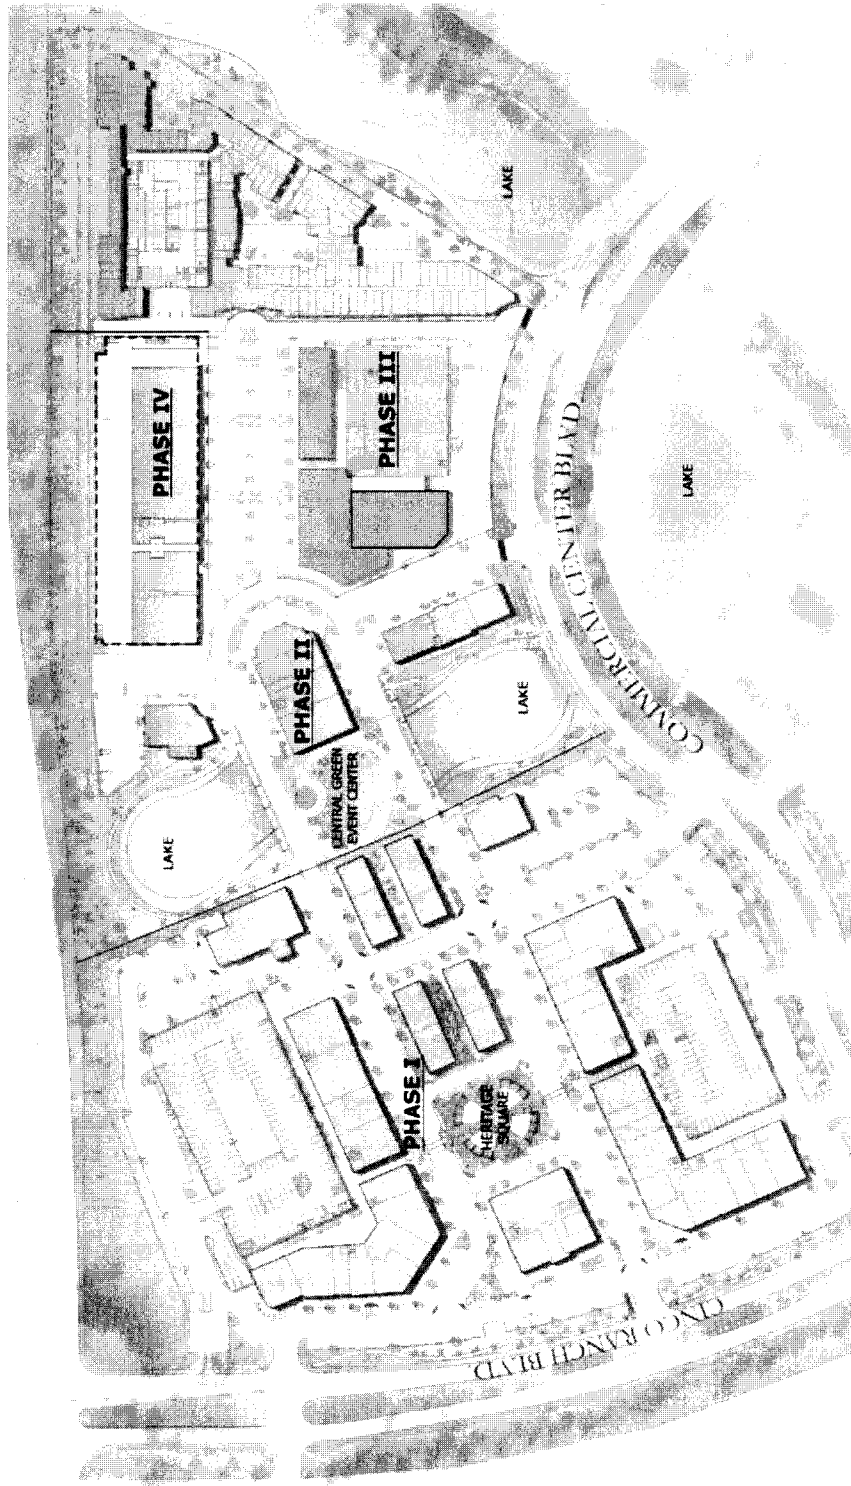 LAKE
PHASE IV
PHASE III
COMMERCIAL CENTER BLVD.
LAKE
PHASE II
LAKE
CENTRAL GREEN
EVENT CENTER
LAKE
PHASE I
HERITAGE
SQUARE
CINCO RANCH BLVD.